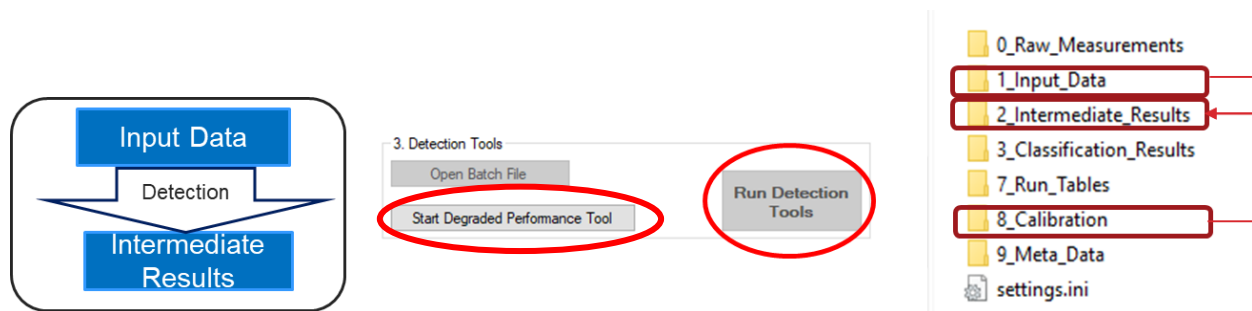 Input Data
Detection
Intermediate
Results
3. Detection Tools
Open Batch File
Start Degraded Performance Tool
Run Detection
Tools
0_Raw_Measurements
1_Input_Data
2_Intermediate_Results
3_Classification_Results
7_Run_Tables
8_Calibration
9_Meta_Data
settings.ini